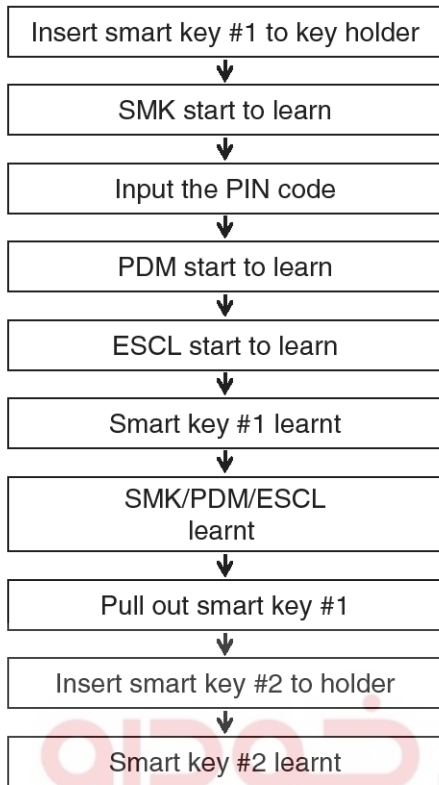 Insert smart key #1 to key holder
SMK start to learn
Input the PIN code
PDM start to learn
ESCL start to learn
Smart key #1 learnt
SMK/PDM/ESCL
learnt
Pull out smart key #1
Insert smart key #2 to holder
Smart key #2 learnt